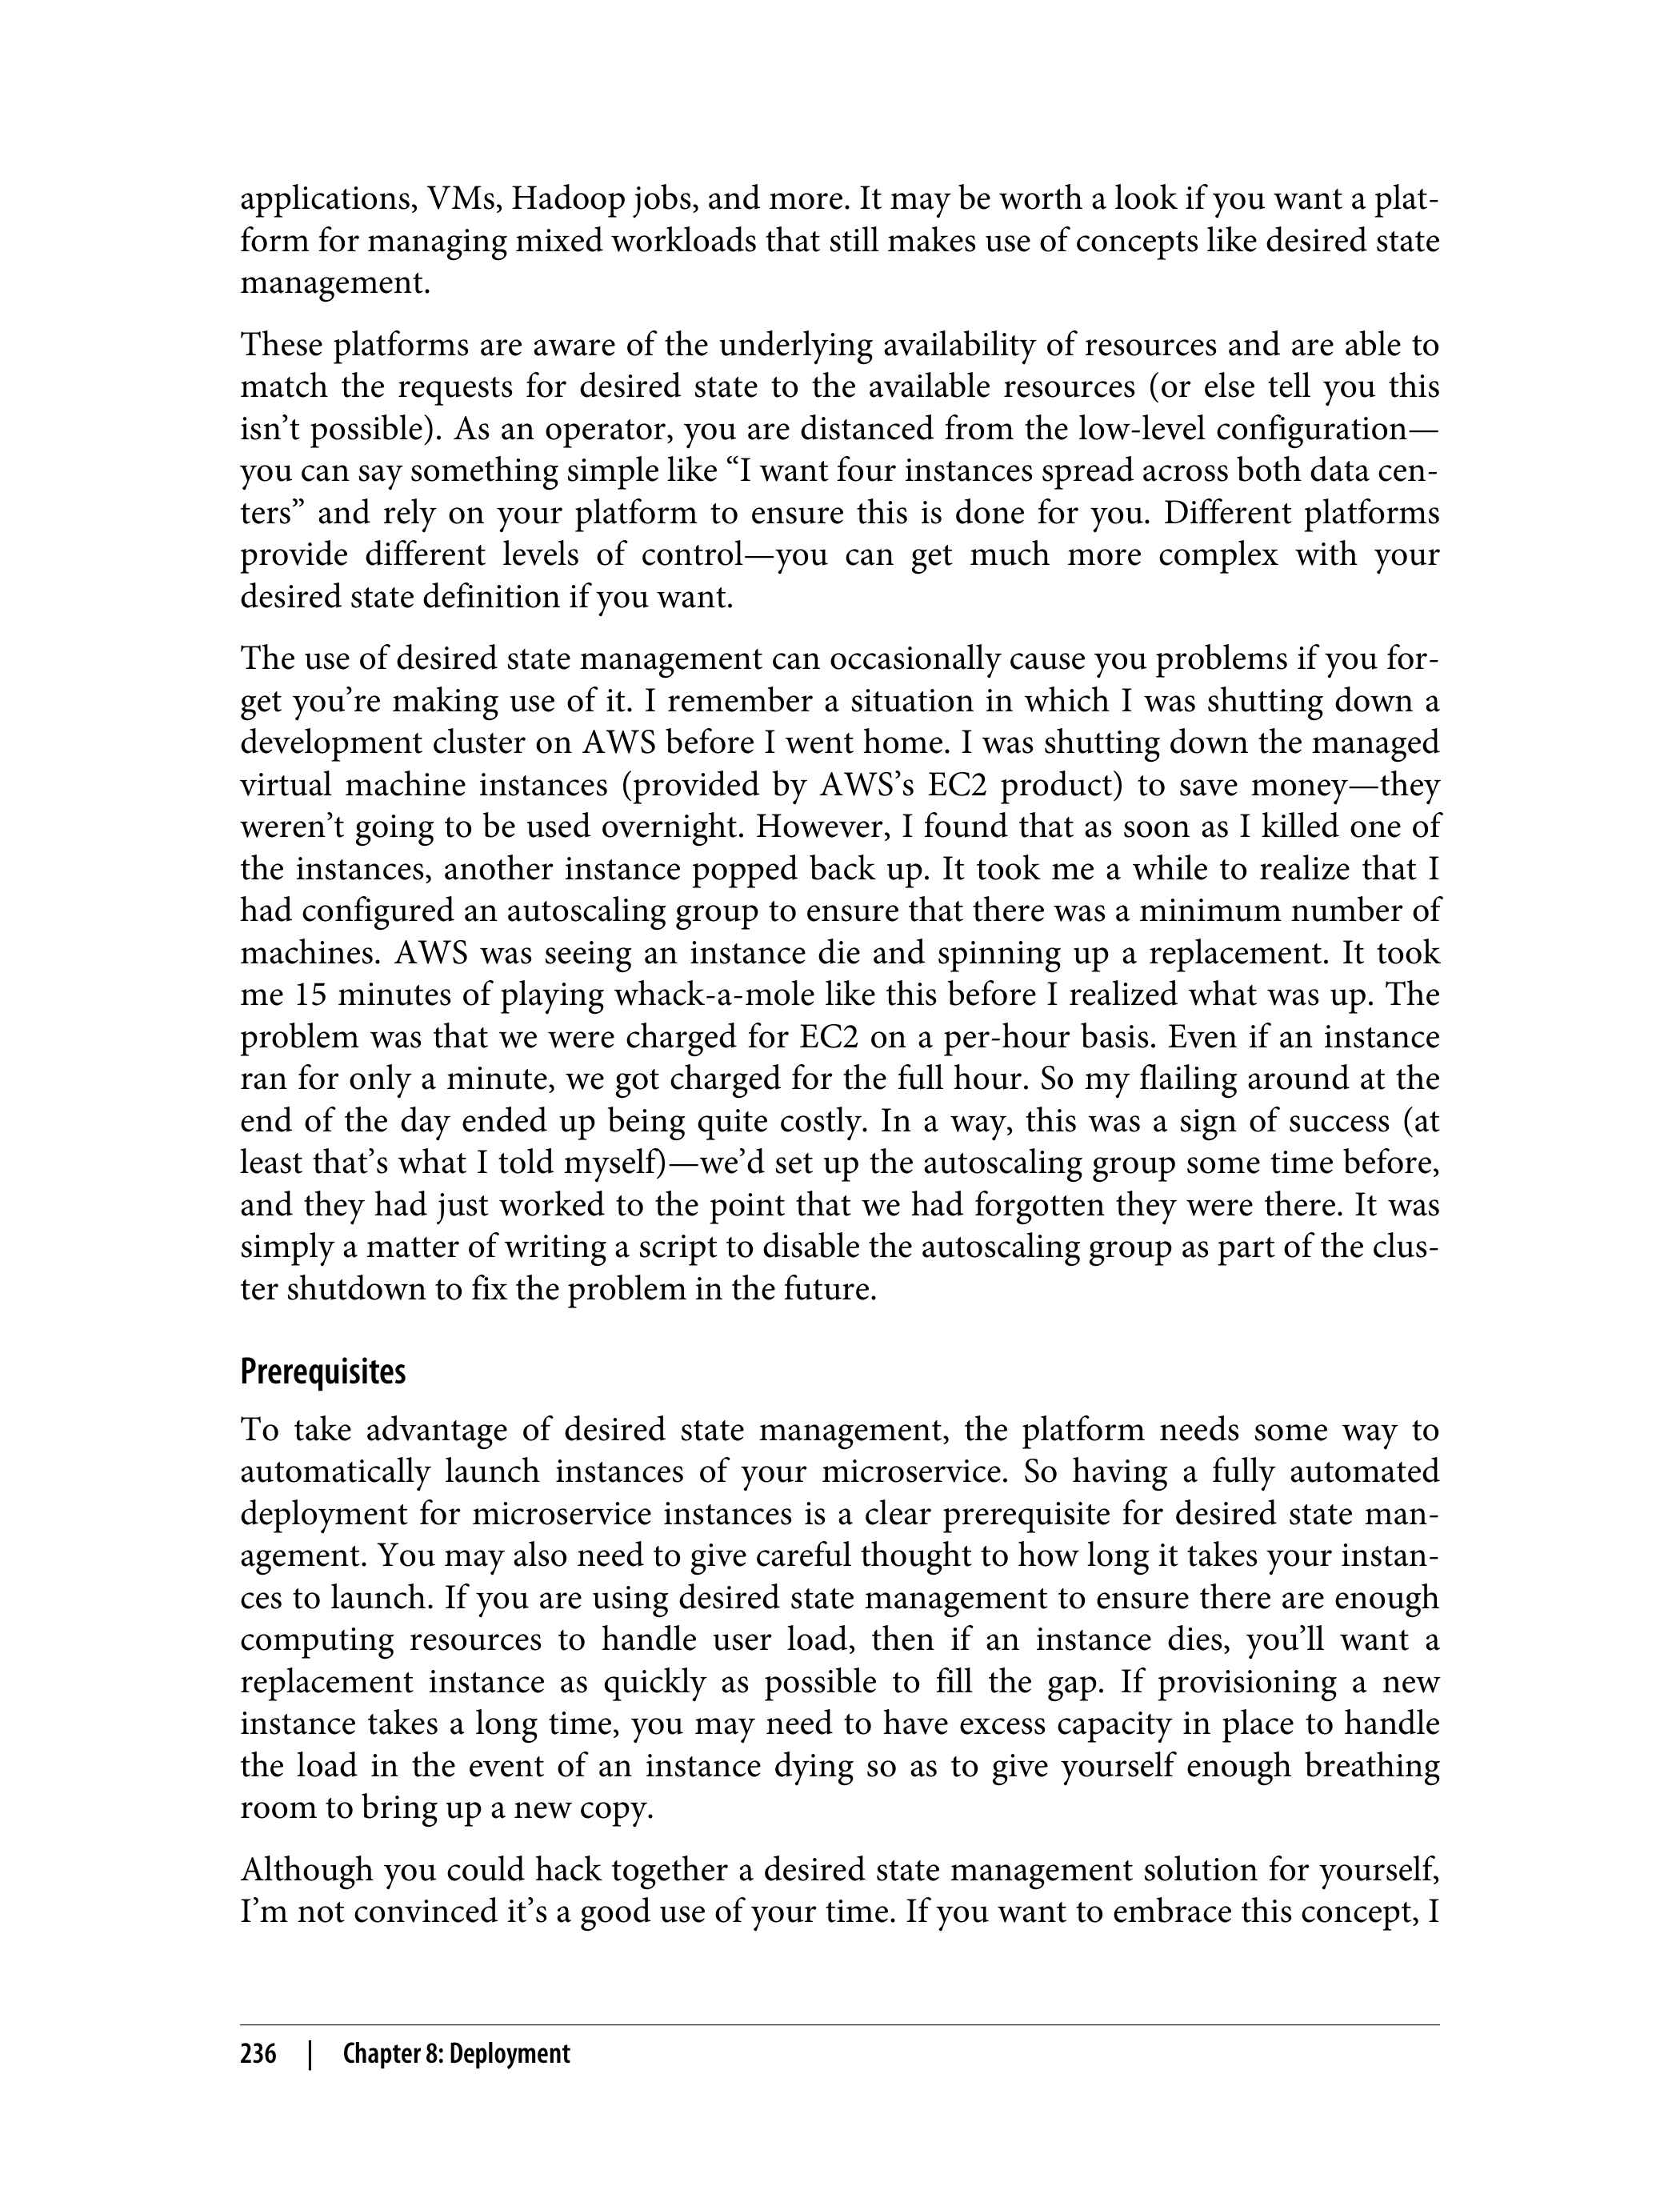 applications, VMs, Hadoop jobs, and more. It may be worth a look if you want a plat-
form for managing mixed workloads that still makes use of concepts like desired state
management.
These platforms are aware of the underlying availability of resources and are able to
match the requests for desired state to the available resources (or else tell you this
isn’t possible). As an operator, you are distanced from the low-level configuration—
you can say something simple like “I want four instances spread across both data cen-
ters” and rely on your platform to ensure this is done for you. Different platforms
provide different levels of control—you can get much more complex with your
desired state definition if you want.
The use of desired state management can occasionally cause you problems if you for-
get you’re making use of it. I remember a situation in which I was shutting down a
development cluster on AWS before I went home. I was shutting down the managed
virtual machine instances (provided by AWS’s EC2 product) to save money—they
weren’t going to be used overnight. However, I found that as soon as I killed one of
the instances, another instance popped back up. It took me a while to realize that I
had configured an autoscaling group to ensure that there was a minimum number of
machines. AWS was seeing an instance die and spinning up a replacement. It took
me 15 minutes of playing whack-a-mole like this before I realized what was up. The
problem was that we were charged for EC2 on a per-hour basis. Even if an instance
ran for only a minute, we got charged for the full hour. So my flailing around at the
end of the day ended up being quite costly. In a way, this was a sign of success (at
least that’s what I told myself)—we’d set up the autoscaling group some time before,
and they had just worked to the point that we had forgotten they were there. It was
simply a matter of writing a script to disable the autoscaling group as part of the clus-
ter shutdown to fix the problem in the future.
Prerequisites
To take advantage of desired state management, the platform needs some way to
automatically launch instances of your microservice. So having a fully automated
deployment for microservice instances is a clear prerequisite for desired state man-
agement. You may also need to give careful thought to how long it takes your instan-
ces to launch. If you are using desired state management to ensure there are enough
computing resources to handle user load, then if an instance dies, you’ll want a
replacement instance as quickly as possible to fill the gap. If provisioning a new
instance takes a long time, you may need to have excess capacity in place to handle
the load in the event of an instance dying so as to give yourself enough breathing
room to bring up a new copy.
Although you could hack together a desired state management solution for yourself,
I’m not convinced it’s a good use of your time. If you want to embrace this concept, I
236 | Chapter 8: Deployment